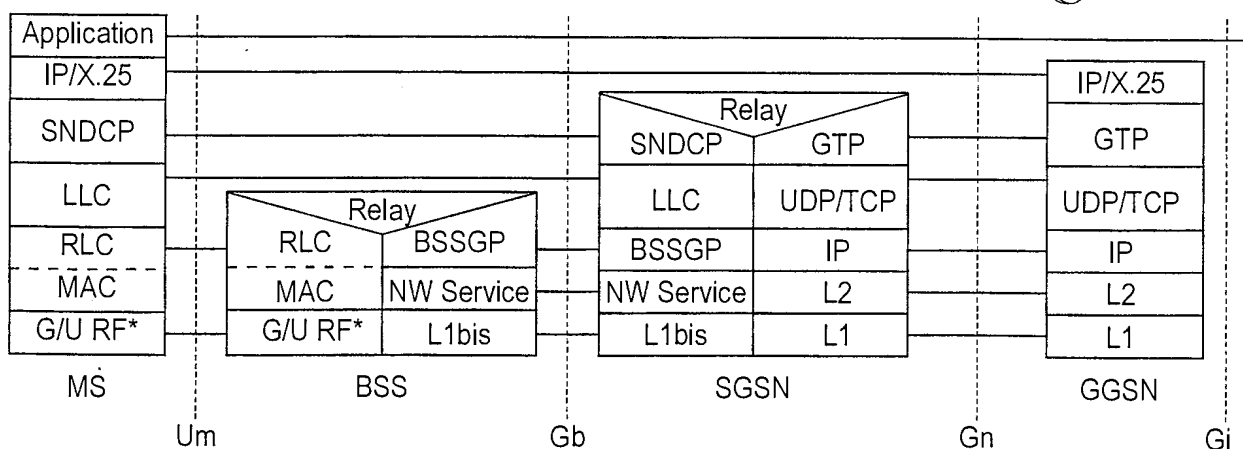 Application
IP/X.25 IP/X.25
Relay
SNDCP SNDCP GTP GTP
LLC Relay LLC UDP/TCP UDP/TCP
RLC RLC BSSGP BSSGP IP IP
MAC MAC NW Service NW Service L2 L2
G/U RF* G/U RF* L1bis L1bis L1 L1
MS BSS SGSN GGSN
Um Gb Gn Gi